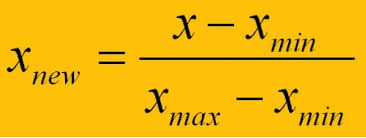 x_new = (x − x_min) / (x_max − x_min)